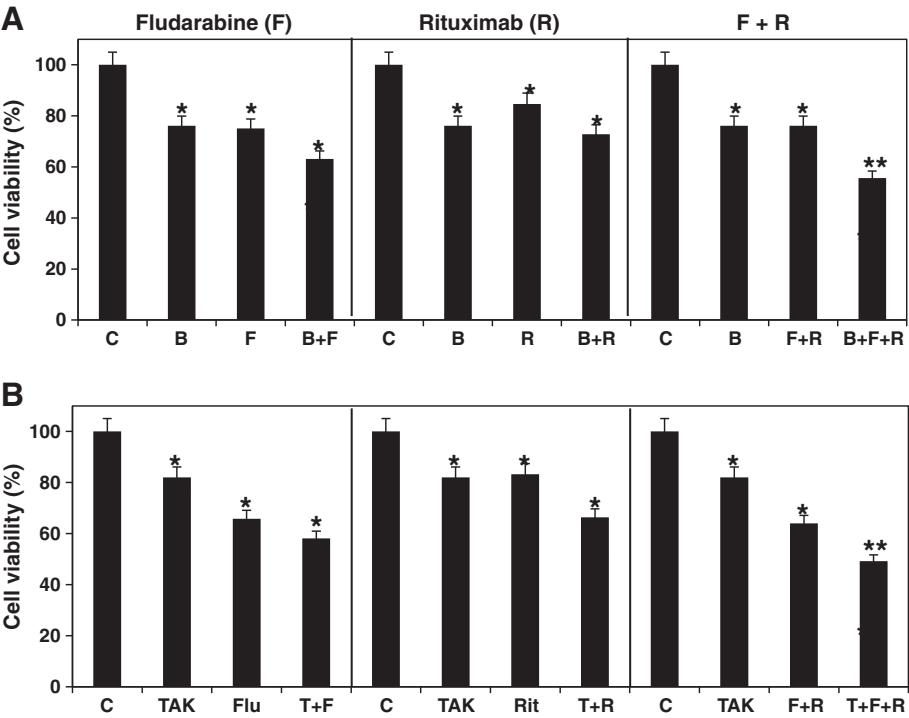 A
Fludarabine (F) Rituximab (R) F + R
Cell viability (%)
100
80
60
40
20
0
* * *
* * *
* * **
C B F B+F C B R B+R C B F+R B+F+R
B
Cell viability (%)
100
80
60
40
20
0
* * *
* * *
* * **
C TAK Flu T+F C TAK Rit T+R C TAK F+R T+F+R